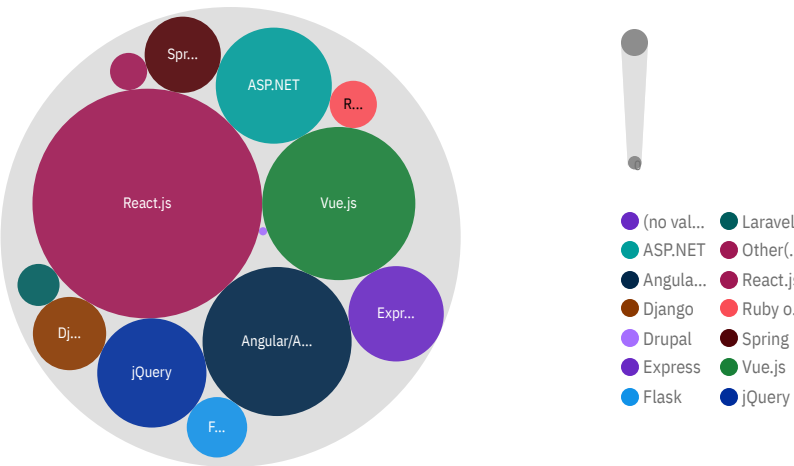 Spr...
ASP.NET
R...
React.js
Vue.js
Expr...
Dj...
Angular/A...
jQuery
F...
(no val...
Laravel
ASP.NET
Other(.
Angula...
React.j
Django
Ruby o.
Drupal
Spring
Express
Vue.js
Flask
jQuery